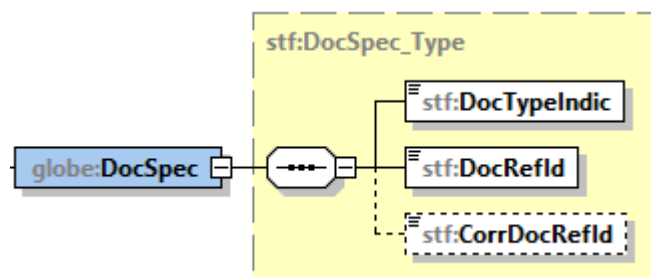 stf:DocSpec_Type
stf:DocTypeIndic
globe:DocSpec
stf:DocRefId
stf:CorrDocRefId